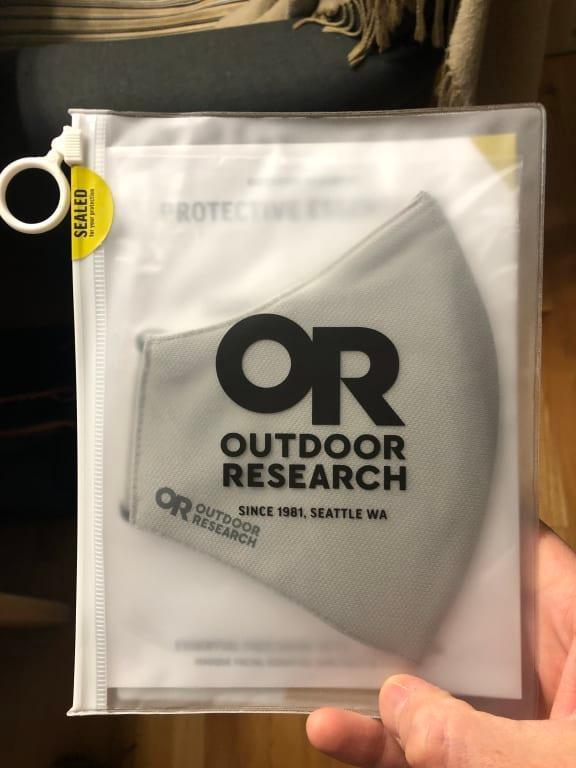 SEALED
for your protection
PROTECTIVE
OR
OUTDOOR
RESEARCH
SINCE 1981, SEATTLE WA
OR OUTDOOR
RESEARCH